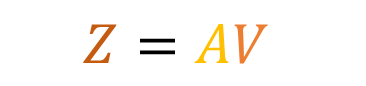 Z = AV